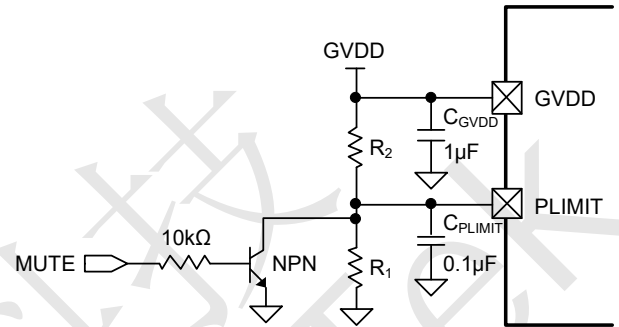 GVDD
GVDD
C_GVDD
1µF
R₂
PLIMIT
C_PLIMIT
0.1µF
10kΩ
MUTE
NPN
R₁